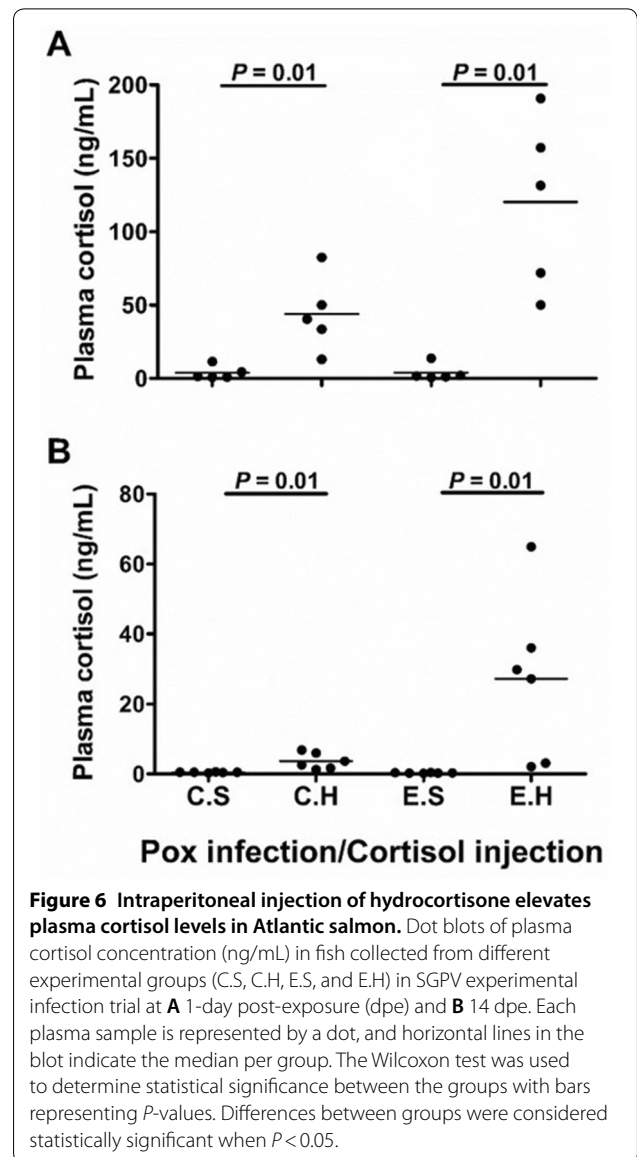 A
P = 0.01 P = 0.01
200
150
100
50
0
Plasma cortisol (ng/mL)
B
P = 0.01 P = 0.01
80
60
40
20
0
Plasma cortisol (ng/mL)
C.S C.H E.S E.H
Pox infection/Cortisol injection
Figure 6 Intraperitoneal injection of hydrocortisone elevates
plasma cortisol levels in Atlantic salmon. Dot blots of plasma
cortisol concentration (ng/mL) in fish collected from different
experimental groups (C.S, C.H, E.S, and E.H) in SGPV experimental
infection trial at A 1-day post-exposure (dpe) and B 14 dpe. Each
plasma sample is represented by a dot, and horizontal lines in the
blot indicate the median per group. The Wilcoxon test was used
to determine statistical significance between the groups with bars
representing P-values. Differences between groups were considered
statistically significant when P < 0.05.